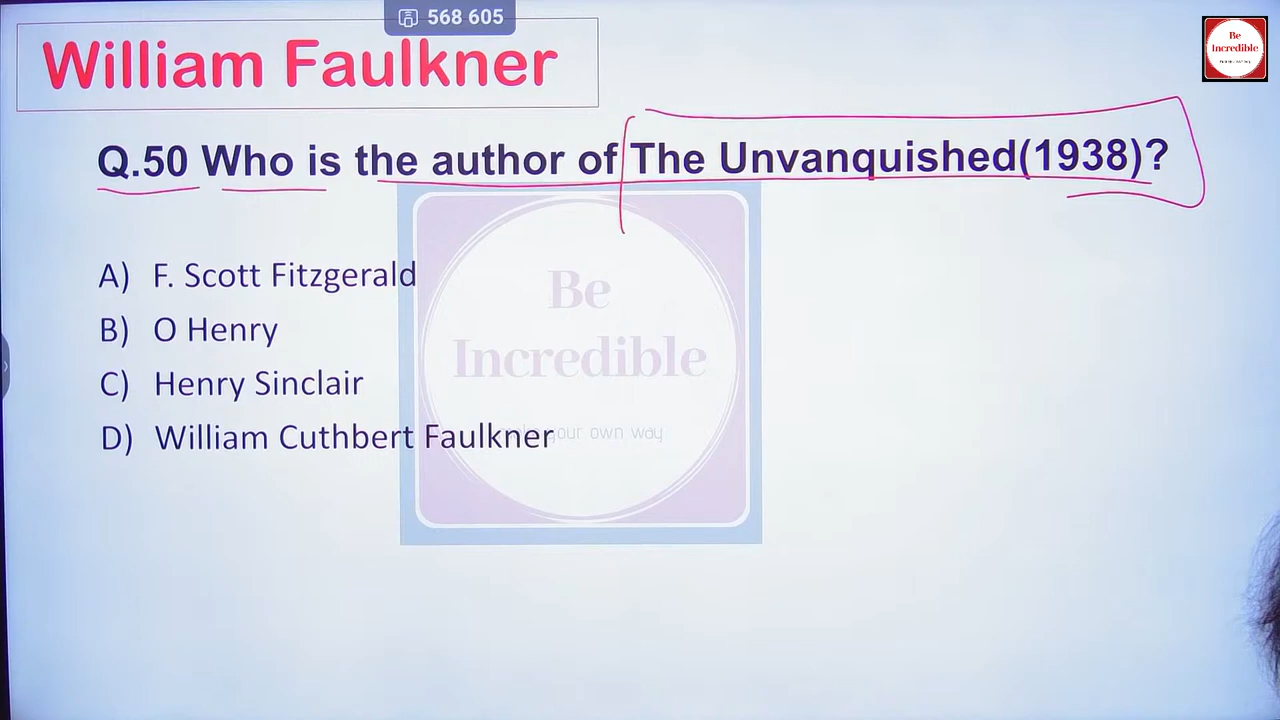 568 605
William Faulkner
Be
Incredible
Q.50 Who is the author of The Unvanquished(1938)?
A) F. Scott Fitzgerald
B) O Henry
C) Henry Sinclair
D) William Cuthbert Faulkner
Be
Incredible
your own way